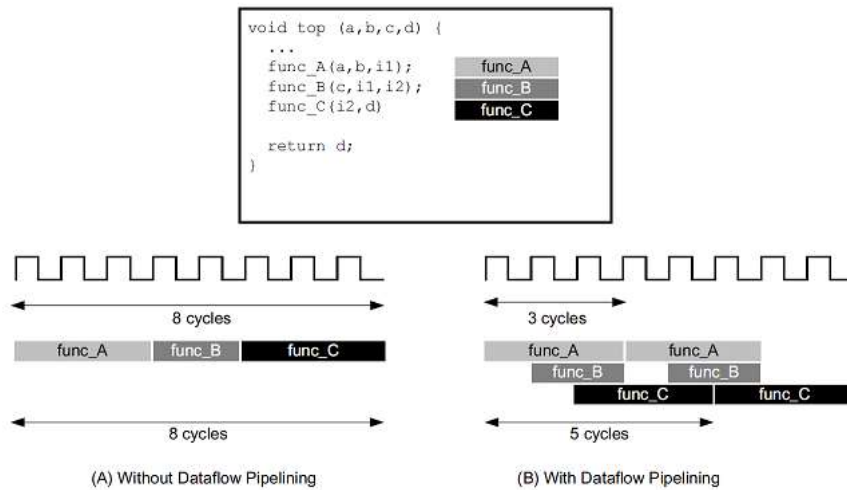 void top (a,b,c,d) {
...
func_A(a,b,i1);
func_B(c,i1,i2);
func_C(i2,d)
return d;
}
func_A
func_B
func_C
8 cycles
func_A func_B func_C
8 cycles
(A) Without Dataflow Pipelining
3 cycles
func_A func_A
func_B func_B
func_C func_C
5 cycles
(B) With Dataflow Pipelining